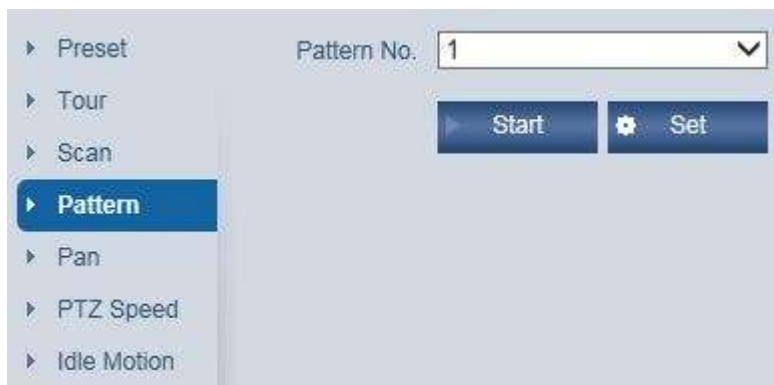 Preset
Tour
Scan
Pattern
Pan
PTZ Speed
Idle Motion
Pattern No. 1
Start Set